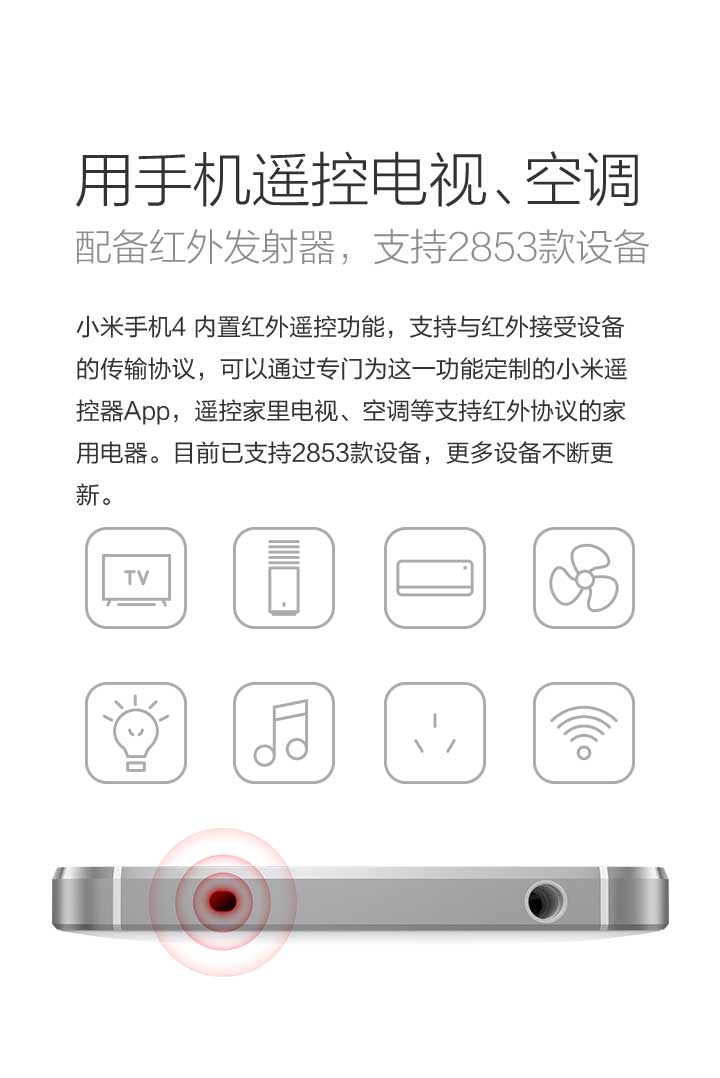 用手机遥控电视、空调
配备红外发射器，支持2853款设备
小米手机4 内置红外遥控功能，支持与红外接受设备
的传输协议，可以通过专门为这一功能定制的小米遥
控器App，遥控家里电视、空调等支持红外协议的家
用电器。目前已支持2853款设备，更多设备不断更
新。
TV